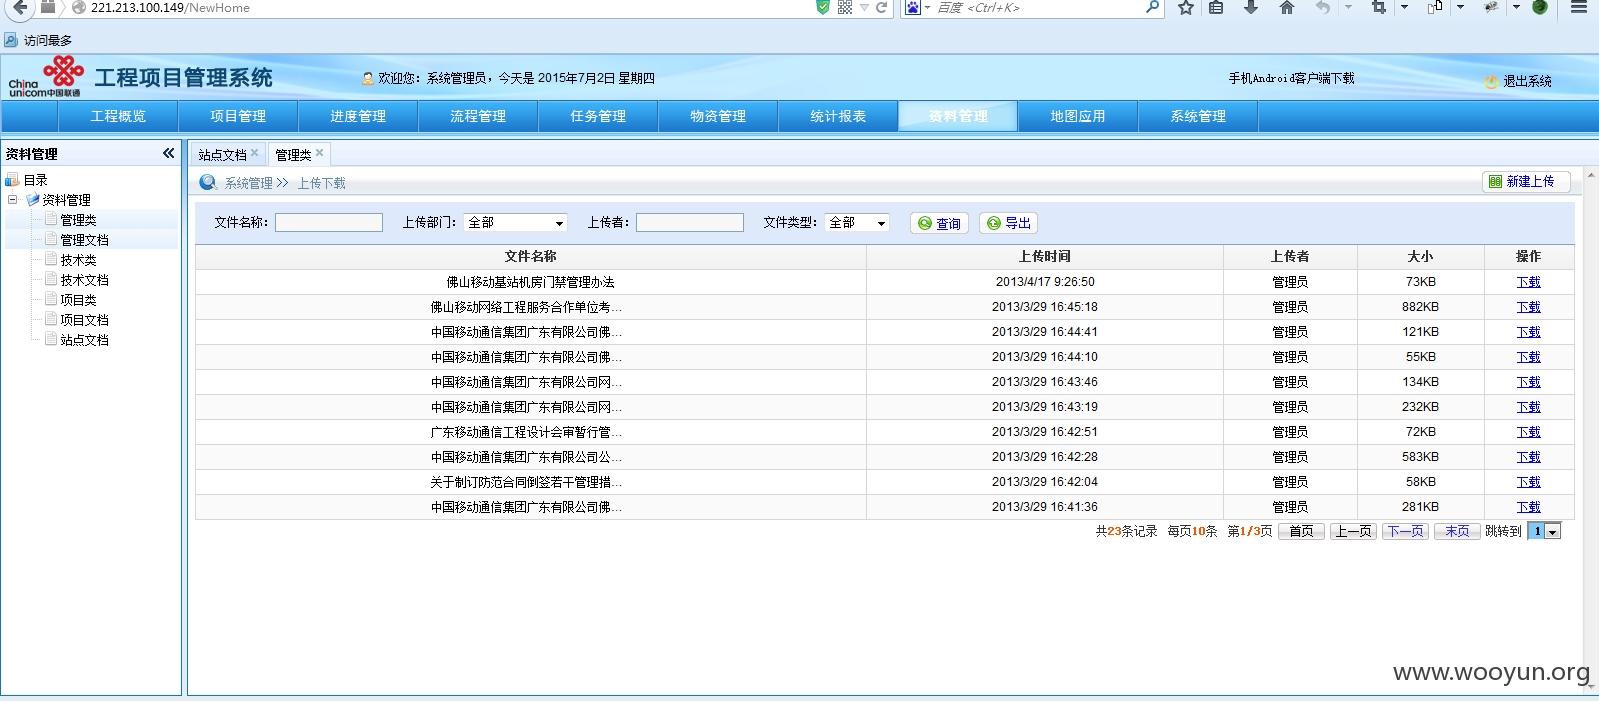 221.213.100.149/NewHome
百度 <Ctrl+K>
访问最多
China unicom中国联通
工程项目管理系统
欢迎您：系统管理员，今天是 2015年7月2日 星期四
手机Android客户端下载
退出系统
工程概览 项目管理 进度管理 流程管理 任务管理 物资管理 统计报表 资料管理 地图应用 系统管理
资料管理
目录
资料管理
管理类
管理文档
技术类
技术文档
项目类
项目文档
站点文档
站点文档 管理类
系统管理>> 上传下载
新建上传
文件名称： 上传部门： 全部 上传者： 文件类型： 全部 查询 导出
文件名称 上传时间 上传者 大小 操作
佛山移动基站机房门禁管理办法 2013/4/17 9:26:50 管理员 73KB 下载
佛山移动网络工程服务合作单位考... 2013/3/29 16:45:18 管理员 882KB 下载
中国移动通信集团广东有限公司佛... 2013/3/29 16:44:41 管理员 121KB 下载
中国移动通信集团广东有限公司佛... 2013/3/29 16:44:10 管理员 55KB 下载
中国移动通信集团广东有限公司网... 2013/3/29 16:43:46 管理员 134KB 下载
中国移动通信集团广东有限公司网... 2013/3/29 16:43:19 管理员 232KB 下载
广东移动通信工程设计会审暂行管... 2013/3/29 16:42:51 管理员 72KB 下载
中国移动通信集团广东有限公司公... 2013/3/29 16:42:28 管理员 583KB 下载
关于制订防范合同倒签若干管理措... 2013/3/29 16:42:04 管理员 58KB 下载
中国移动通信集团广东有限公司佛... 2013/3/29 16:41:36 管理员 281KB 下载
共23条记录 每页10条 第1/3页 首页 上一页 下一页 末页 跳转到 1
www.wooyun.org